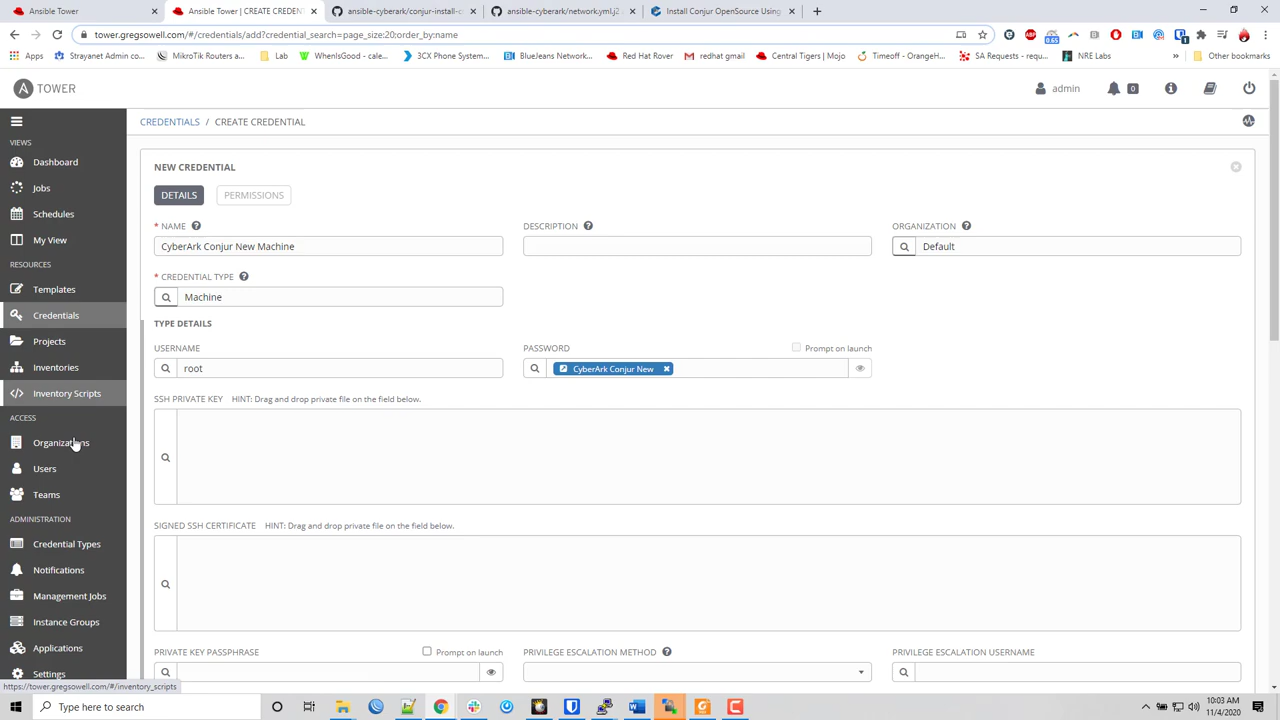 Ansible Tower
Ansible Tower | CREATE CREDEN
ansible-cyberark/conjur-install-c
ansible-cyberark/network.yml.j2
Install Conjur OpenSource Using
tower.gregsowell.com/#/credentials/add?credential_search=page_size:20;order_by:name
Apps
Strayanet Admin co...
MikroTik Routers a...
Lab
WhenIsGood - cale...
3CX Phone System...
BlueJeans Network...
Red Hat Rover
redhat gmail
Central Tigers | Mojo
Timeoff - OrangeH...
SA Requests - requ...
NRE Labs
Other bookmarks
TOWER
admin
0
VIEWS
Dashboard
Jobs
Schedules
My View
RESOURCES
Templates
Credentials
Projects
Inventories
Inventory Scripts
ACCESS
Organizations
Users
Teams
ADMINISTRATION
Credential Types
Notifications
Management Jobs
Instance Groups
Applications
Settings
CREDENTIALS / CREATE CREDENTIAL
NEW CREDENTIAL
DETAILS
PERMISSIONS
* NAME
DESCRIPTION
ORGANIZATION
CyberArk Conjur New Machine
Default
* CREDENTIAL TYPE
Machine
TYPE DETAILS
USERNAME
PASSWORD
Prompt on launch
root
CyberArk Conjur New
SSH PRIVATE KEY HINT: Drag and drop private file on the field below.
SIGNED SSH CERTIFICATE HINT: Drag and drop private file on the field below.
PRIVATE KEY PASSPHRASE
Prompt on launch
PRIVILEGE ESCALATION METHOD
PRIVILEGE ESCALATION USERNAME
https://tower.gregsowell.com/#/inventory_scripts
Type here to search
10:03 AM
11/4/2020